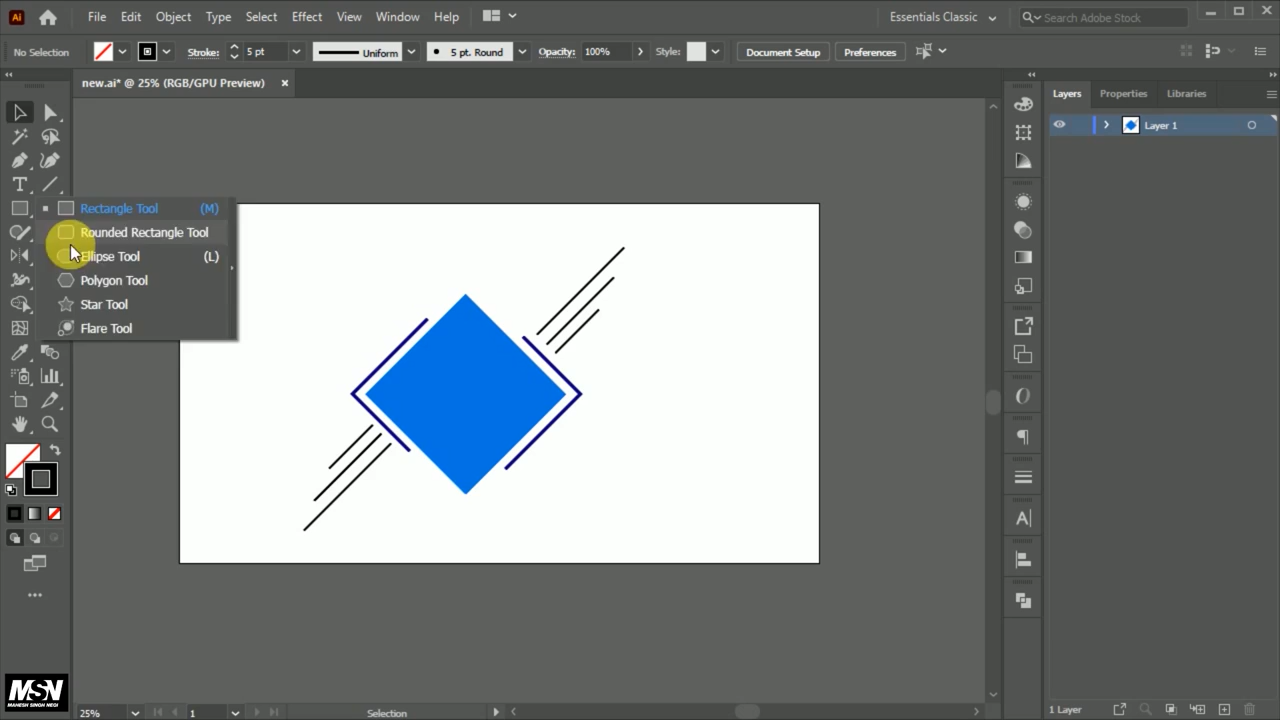 Ai File Edit Object Type Select Effect View Window Help Essentials Classic Search Adobe Stock
No Selection Stroke: 5 pt Uniform 5 pt. Round Opacity: 100% Style: Document Setup Preferences
new.ai* @ 25% (RGB/GPU Preview)
Layers Properties Libraries
Layer 1
Rectangle Tool (M)
Rounded Rectangle Tool
Ellipse Tool (L)
Polygon Tool
Star Tool
Flare Tool
MSN
MAHESH SINGH NEGI
25% 1 Selection 1 Layer